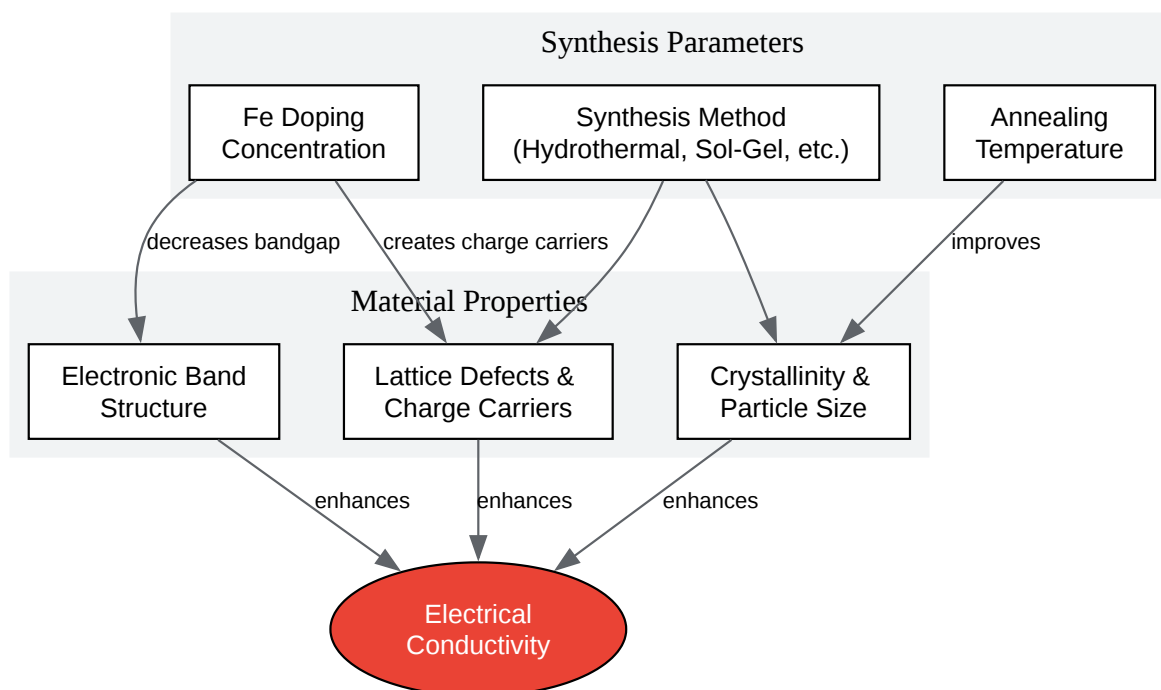 Synthesis Parameters
Fe Doping
Concentration
Synthesis Method
(Hydrothermal, Sol-Gel, etc.)
Annealing
Temperature
decreases bandgap
creates charge carriers
improves
Material Properties
Electronic Band
Structure
Lattice Defects &
Charge Carriers
Crystallinity &
Particle Size
enhances
enhances
enhances
Electrical
Conductivity